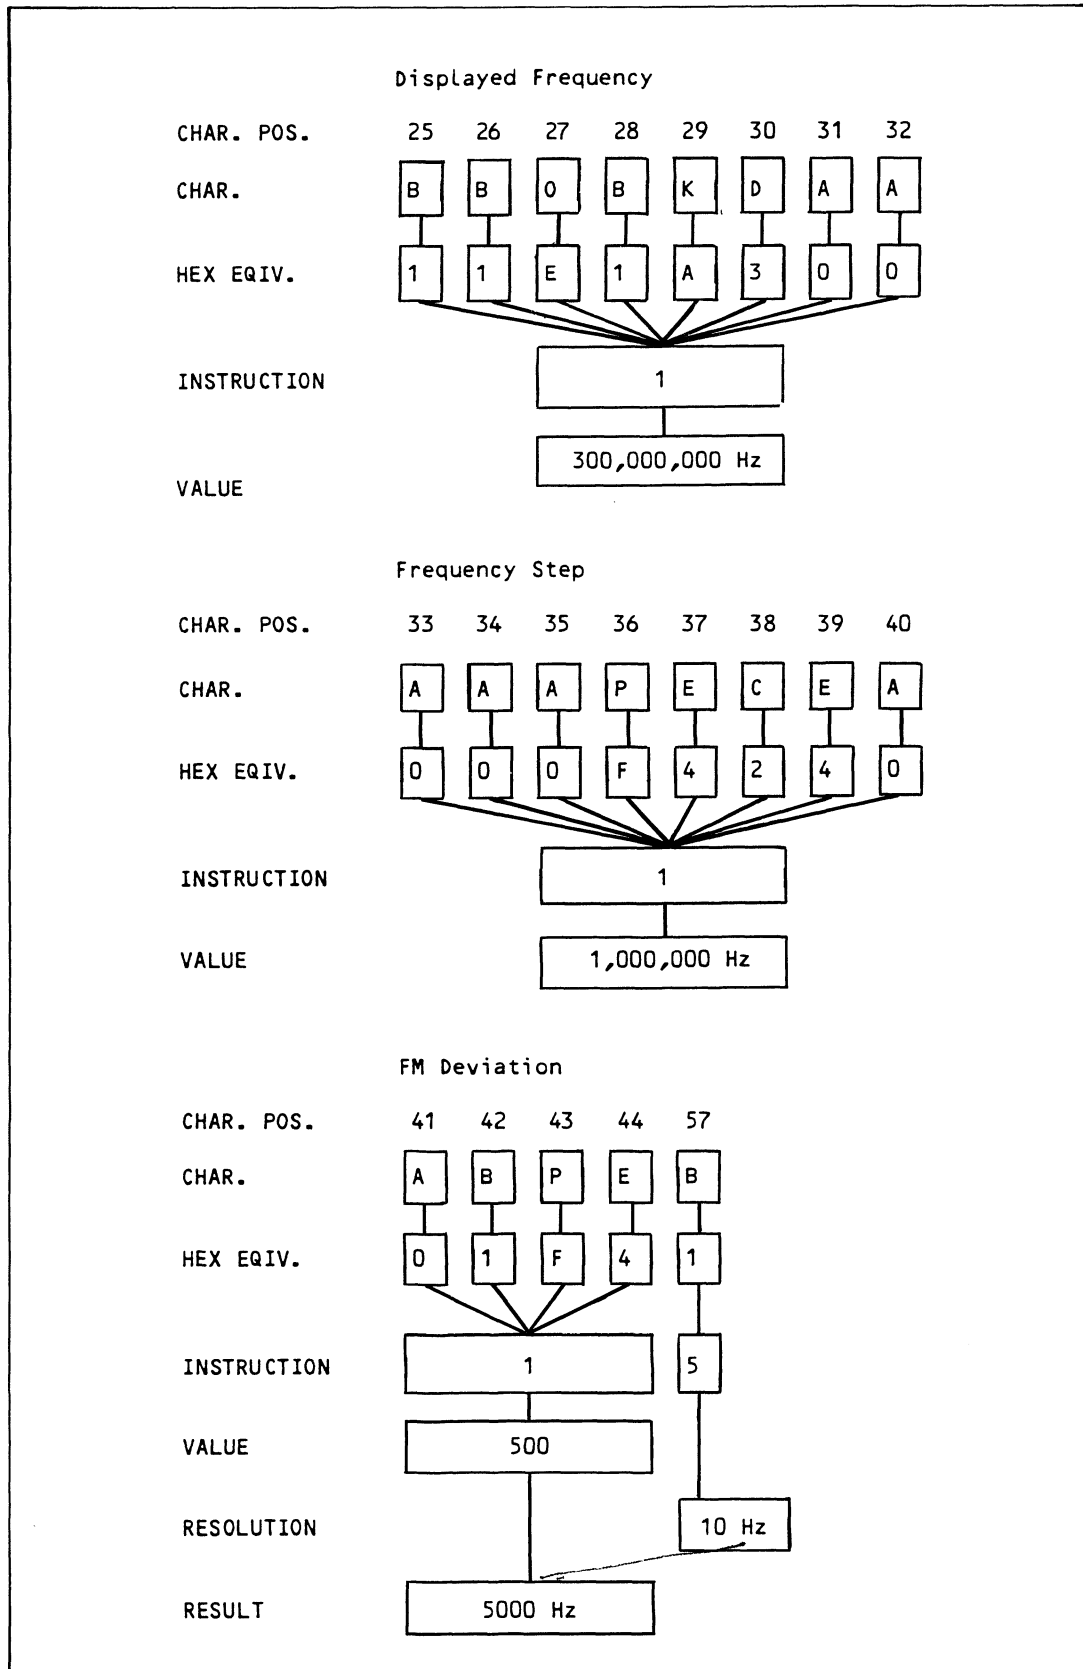 Displayed Frequency
CHAR. POS. 25 26 27 28 29 30 31 32
CHAR. B B O B K D A A
HEX EQIV. 1 1 E 1 A 3 0 0
INSTRUCTION 1
300,000,000 Hz
VALUE
Frequency Step
CHAR. POS. 33 34 35 36 37 38 39 40
CHAR. A A A P E C E A
HEX EQIV. 0 0 0 F 4 2 4 0
INSTRUCTION 1
VALUE 1,000,000 Hz
FM Deviation
CHAR. POS. 41 42 43 44 57
CHAR. A B P E B
HEX EQIV. 0 1 F 4 1
INSTRUCTION 1 5
VALUE 500
RESOLUTION 10 Hz
RESULT 5000 Hz